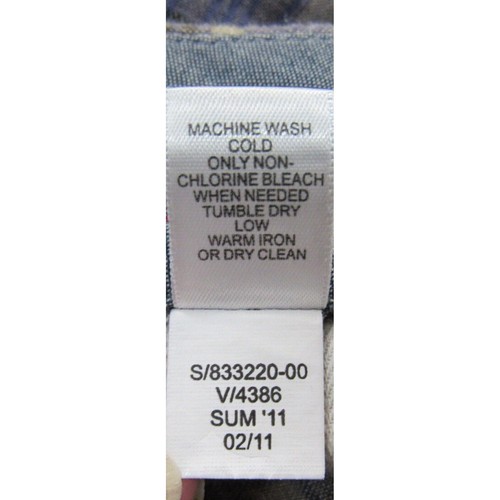 MACHINE WASH
COLD
ONLY NON-
CHLORINE BLEACH
WHEN NEEDED
TUMBLE DRY
LOW
WARM IRON
OR DRY CLEAN
S/833220-00
V/4386
SUM '11
02/11